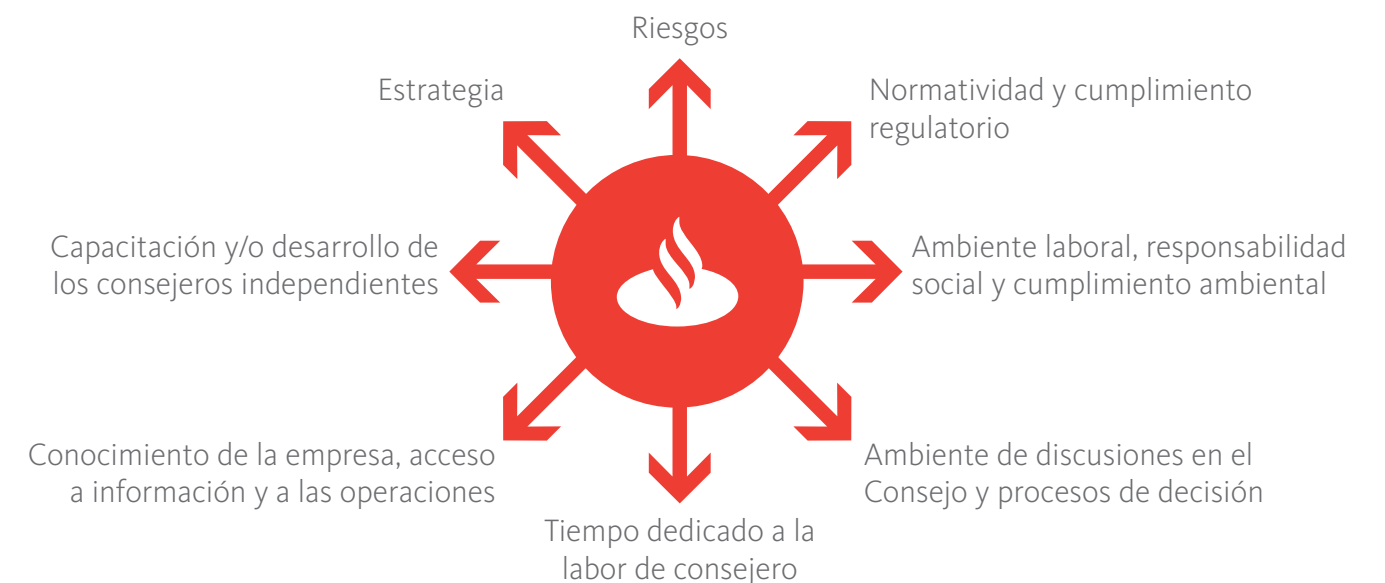 Riesgos
Estrategia
Normatividad y cumplimiento
regulatorio
Capacitación y/o desarrollo de
los consejeros independientes
Ambiente laboral, responsabilidad
social y cumplimiento ambiental
Conocimiento de la empresa, acceso
a información y a las operaciones
Ambiente de discusiones en el
Consejo y procesos de decisión
Tiempo dedicado a la
labor de consejero